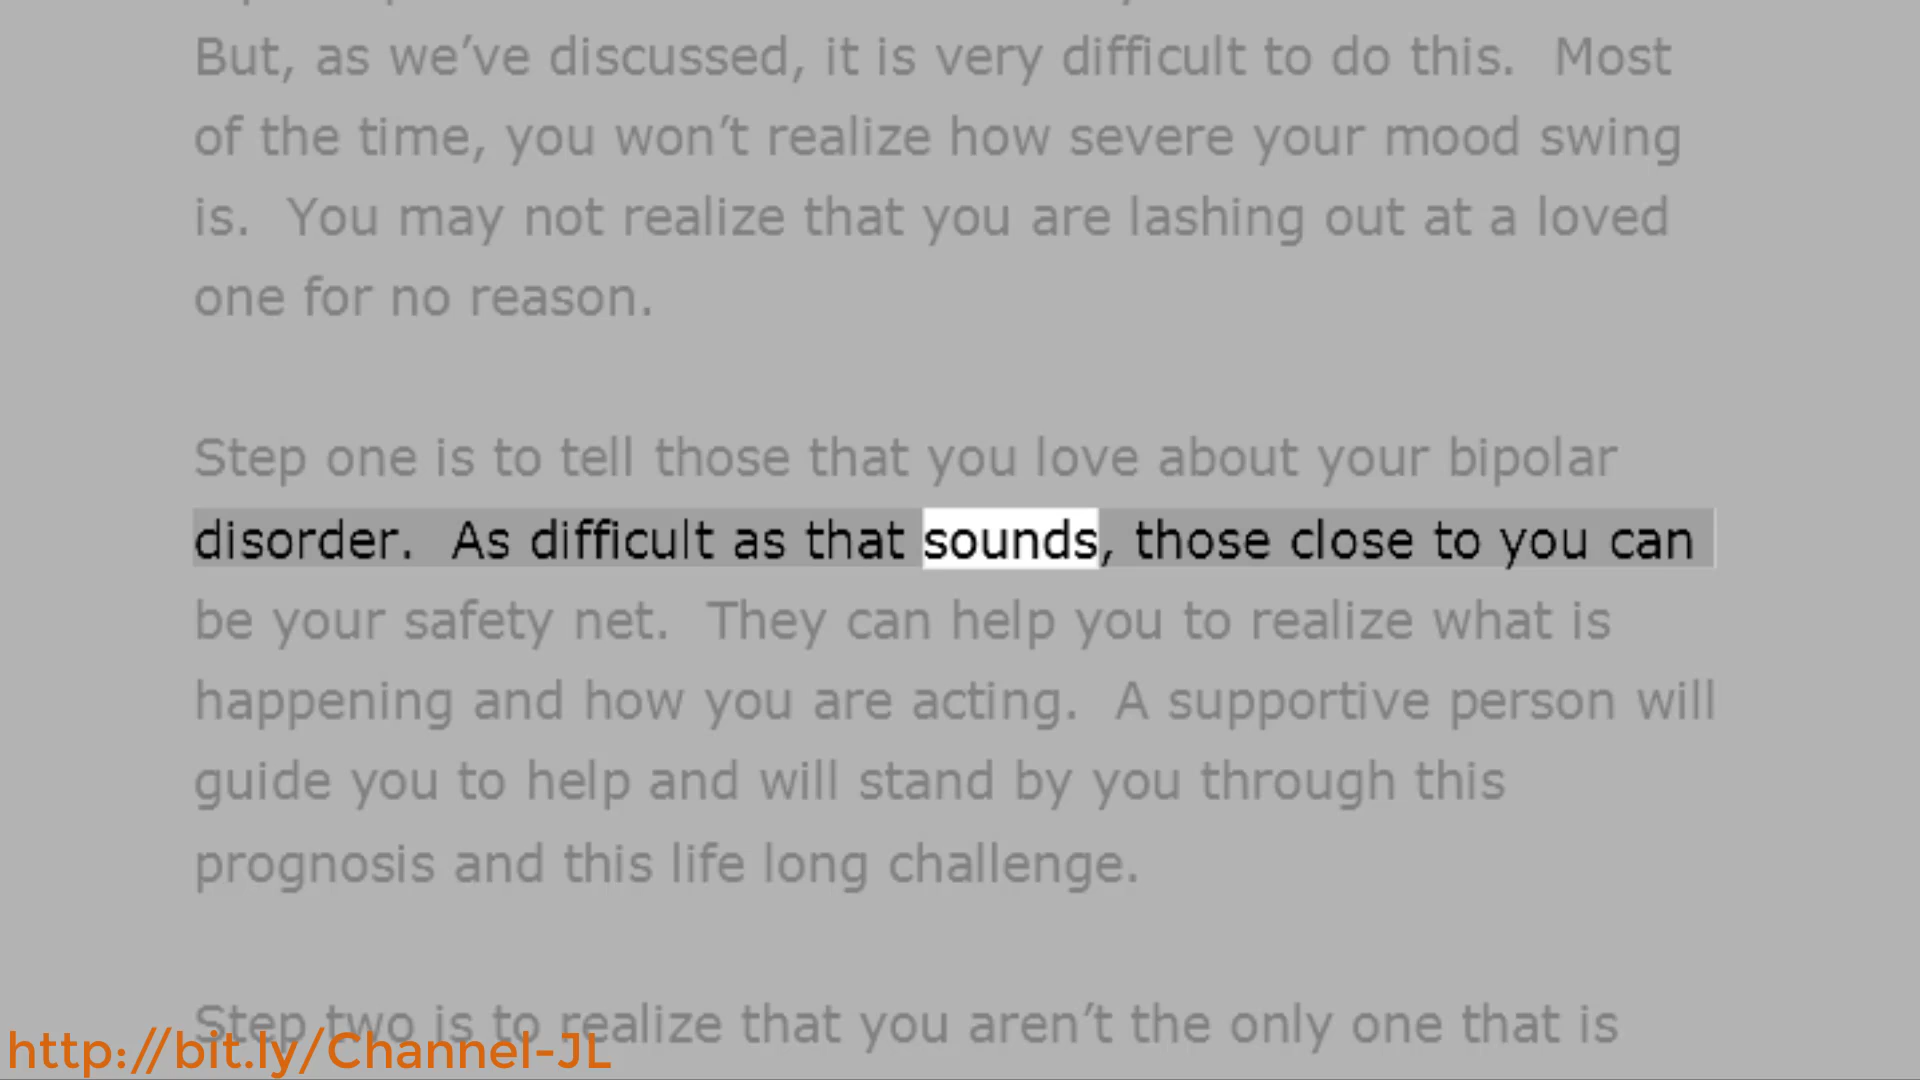 But, as we’ve discussed, it is very difficult to do this.  Most
of the time, you won’t realize how severe your mood swing
is.  You may not realize that you are lashing out at a loved
one for no reason.
Step one is to tell those that you love about your bipolar
disorder.  As difficult as that sounds, those close to you can
be your safety net.  They can help you to realize what is
happening and how you are acting.  A supportive person will
guide you to help and will stand by you through this
prognosis and this life long challenge.
Step two is to realize that you aren’t the only one that is
http://bit.ly/Channel-JL